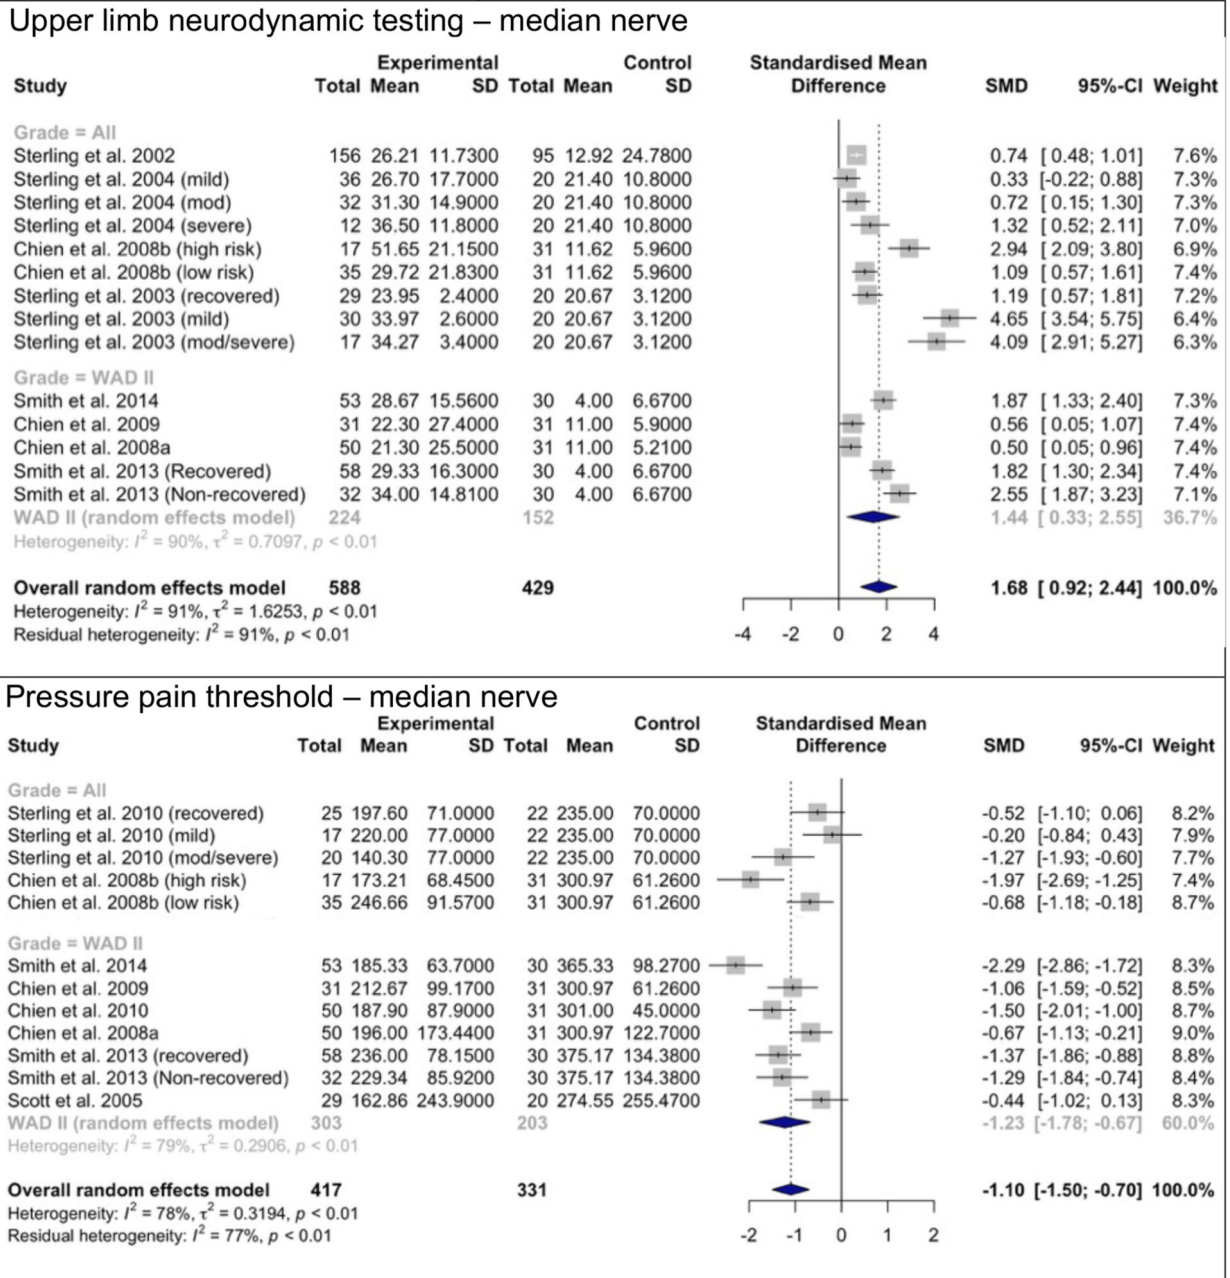 Upper limb neurodynamic testing – median nerve
Experimental Control Standardised Mean
Study Total Mean SD Total Mean SD Difference SMD 95%-CI Weight
Grade = All
Sterling et al. 2002 156 26.21 11.7300 95 12.92 24.7800 0.74 [ 0.48; 1.01] 7.6%
Sterling et al. 2004 (mild) 36 26.70 17.7000 20 21.40 10.8000 0.33 [-0.22; 0.88] 7.3%
Sterling et al. 2004 (mod) 32 31.30 14.9000 20 21.40 10.8000 0.72 [ 0.15; 1.30] 7.3%
Sterling et al. 2004 (severe) 12 36.50 11.8000 20 21.40 10.8000 1.32 [ 0.52; 2.11] 7.0%
Chien et al. 2008b (high risk) 17 51.65 21.1500 31 11.62 5.9600 2.94 [ 2.09; 3.80] 6.9%
Chien et al. 2008b (low risk) 35 29.72 21.8300 31 11.62 5.9600 1.09 [ 0.57; 1.61] 7.4%
Sterling et al. 2003 (recovered) 29 23.95 2.4000 20 20.67 3.1200 1.19 [ 0.57; 1.81] 7.2%
Sterling et al. 2003 (mild) 30 33.97 2.6000 20 20.67 3.1200 4.65 [ 3.54; 5.75] 6.4%
Sterling et al. 2003 (mod/severe) 17 34.27 3.4000 20 20.67 3.1200 4.09 [ 2.91; 5.27] 6.3%
Grade = WAD II
Smith et al. 2014 53 28.67 15.5600 30 4.00 6.6700 1.87 [ 1.33; 2.40] 7.3%
Chien et al. 2009 31 22.30 27.4000 31 11.00 5.9000 0.56 [ 0.05; 1.07] 7.4%
Chien et al. 2008a 50 21.30 25.5000 31 11.00 5.2100 0.50 [ 0.05; 0.96] 7.4%
Smith et al. 2013 (Recovered) 58 29.33 16.3000 30 4.00 6.6700 1.82 [ 1.30; 2.34] 7.4%
Smith et al. 2013 (Non-recovered) 32 34.00 14.8100 30 4.00 6.6700 2.55 [ 1.87; 3.23] 7.1%
WAD II (random effects model) 224 152 1.44 [ 0.33; 2.55] 36.7%
Heterogeneity: I² = 90%, τ² = 0.7097, p < 0.01
Overall random effects model 588 429 1.68 [ 0.92; 2.44] 100.0%
Heterogeneity: I² = 91%, τ² = 1.6253, p < 0.01
Residual heterogeneity: I² = 91%, p < 0.01
-4 -2 0 2 4
Pressure pain threshold – median nerve
Experimental Control Standardised Mean
Study Total Mean SD Total Mean SD Difference SMD 95%-CI Weight
Grade = All
Sterling et al. 2010 (recovered) 25 197.60 71.0000 22 235.00 70.0000 -0.52 [-1.10; 0.06] 8.2%
Sterling et al. 2010 (mild) 17 220.00 77.0000 22 235.00 70.0000 -0.20 [-0.84; 0.43] 7.9%
Sterling et al. 2010 (mod/severe) 20 140.30 77.0000 22 235.00 70.0000 -1.27 [-1.93; -0.60] 7.7%
Chien et al. 2008b (high risk) 17 173.21 68.4500 31 300.97 61.2600 -1.97 [-2.69; -1.25] 7.4%
Chien et al. 2008b (low risk) 35 246.66 91.5700 31 300.97 61.2600 -0.68 [-1.18; -0.18] 8.7%
Grade = WAD II
Smith et al. 2014 53 185.33 63.7000 30 365.33 98.2700 -2.29 [-2.86; -1.72] 8.3%
Chien et al. 2009 31 212.67 99.1700 31 300.97 61.2600 -1.06 [-1.59; -0.52] 8.5%
Chien et al. 2010 50 187.90 87.9000 31 301.00 45.0000 -1.50 [-2.01; -1.00] 8.7%
Chien et al. 2008a 50 196.00 173.4400 31 300.97 122.7000 -0.67 [-1.13; -0.21] 9.0%
Smith et al. 2013 (recovered) 58 236.00 78.1500 30 375.17 134.3800 -1.37 [-1.86; -0.88] 8.8%
Smith et al. 2013 (Non-recovered) 32 229.34 85.9200 30 375.17 134.3800 -1.29 [-1.84; -0.74] 8.4%
Scott et al. 2005 29 162.86 243.9000 20 274.55 255.4700 -0.44 [-1.02; 0.13] 8.3%
WAD II (random effects model) 303 203 -1.23 [-1.78; -0.67] 60.0%
Heterogeneity: I² = 79%, τ² = 0.2906, p < 0.01
Overall random effects model 417 331 -1.10 [-1.50; -0.70] 100.0%
Heterogeneity: I² = 78%, τ² = 0.3194, p < 0.01
Residual heterogeneity: I² = 77%, p < 0.01
-2 -1 0 1 2